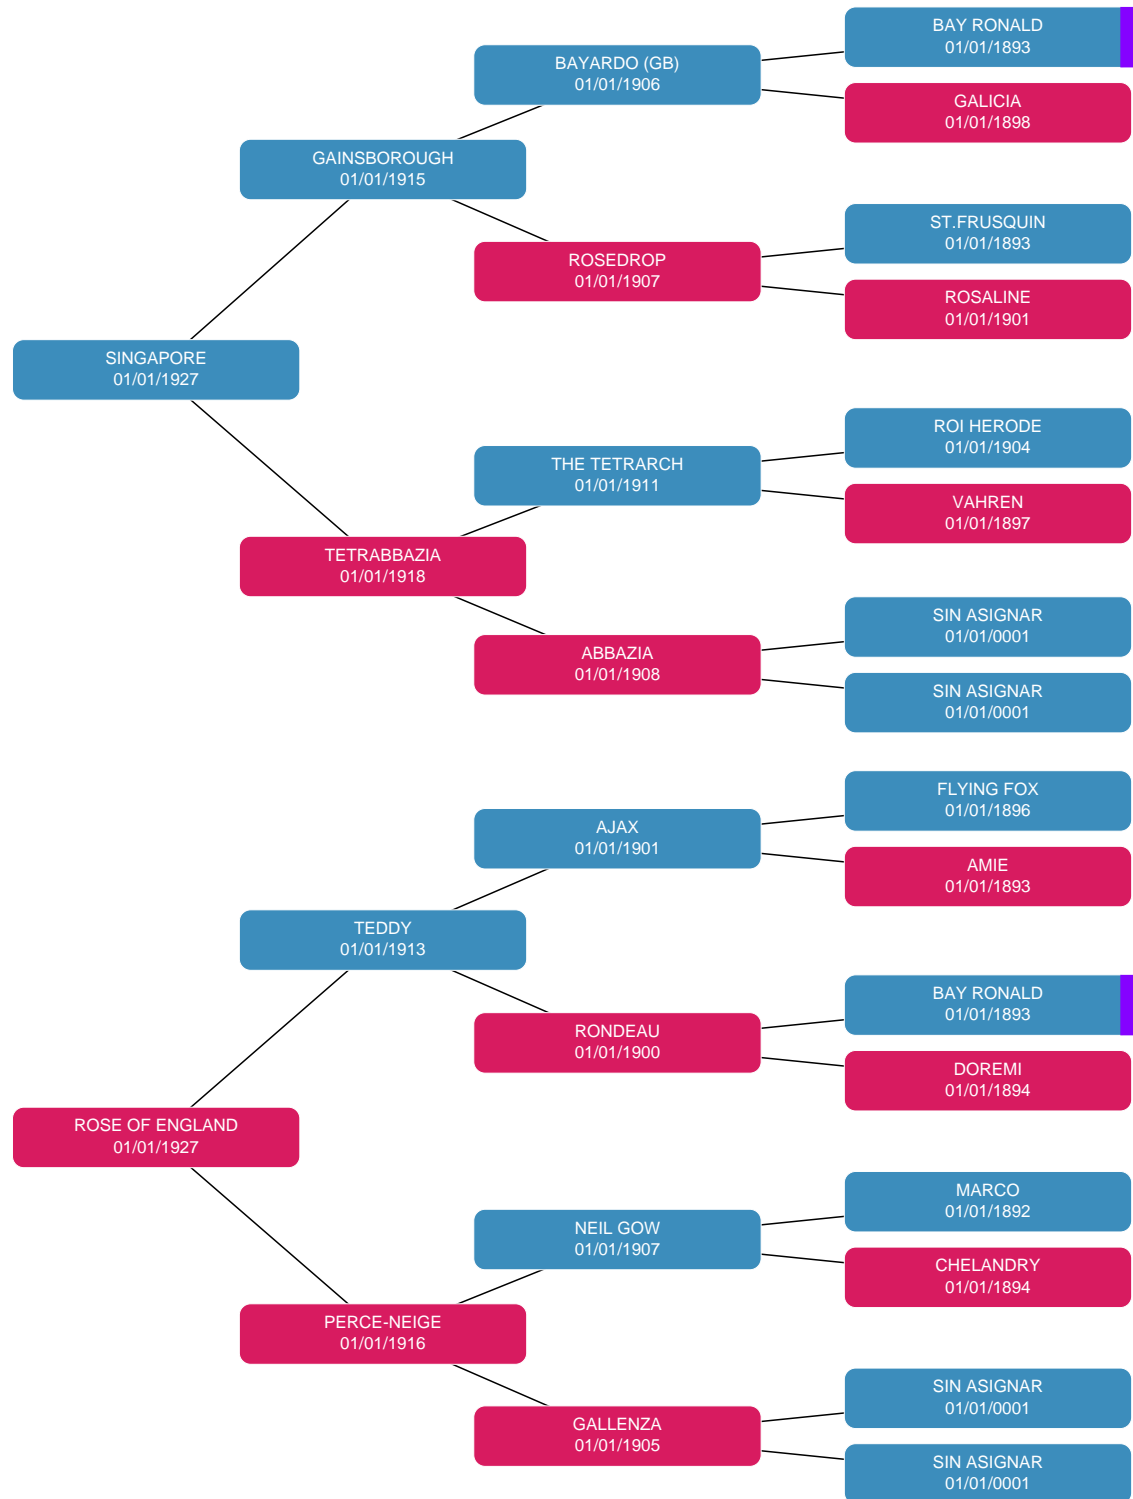 BAY RONALD
01/01/1893
BAYARDO (GB)
01/01/1906
GALICIA
01/01/1898
GAINSBOROUGH
01/01/1915
ST.FRUSQUIN
01/01/1893
ROSEDROP
01/01/1907
ROSALINE
01/01/1901
SINGAPORE
01/01/1927
ROI HERODE
01/01/1904
THE TETRARCH
01/01/1911
VAHREN
01/01/1897
TETRABBAZIA
01/01/1918
SIN ASIGNAR
01/01/0001
ABBAZIA
01/01/1908
SIN ASIGNAR
01/01/0001
FLYING FOX
01/01/1896
AJAX
01/01/1901
AMIE
01/01/1893
TEDDY
01/01/1913
BAY RONALD
01/01/1893
RONDEAU
01/01/1900
DOREMI
01/01/1894
ROSE OF ENGLAND
01/01/1927
MARCO
01/01/1892
NEIL GOW
01/01/1907
CHELANDRY
01/01/1894
PERCE-NEIGE
01/01/1916
SIN ASIGNAR
01/01/0001
GALLENZA
01/01/1905
SIN ASIGNAR
01/01/0001